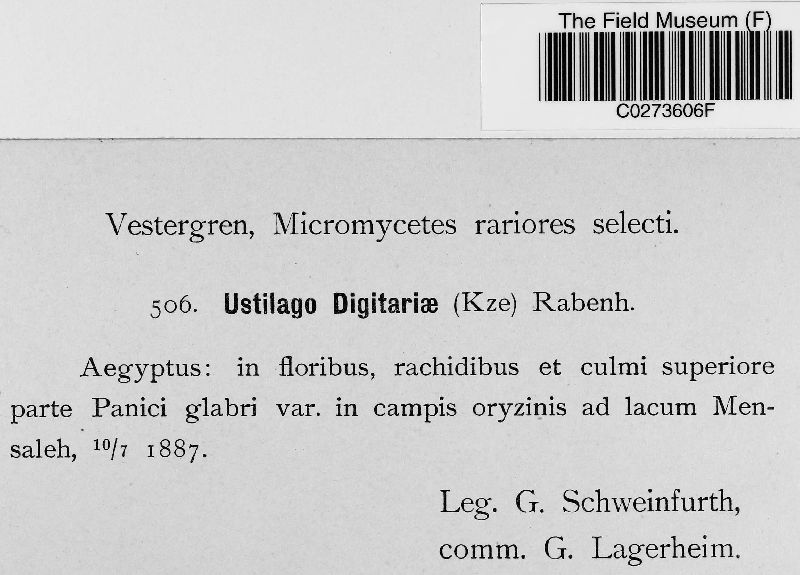 The Field Museum (F)
C0273606F
Vestergren, Micromycetes rariores selecti.
506. Ustilago Digitariæ (Kze) Rabenh.
Aegyptus: in floribus, rachidibus et culmi superiore
parte Panici glabri var. in campis oryzinis ad lacum Men-
saleh, 10/7 1887.
Leg. G. Schweinfurth,
comm. G. Lagerheim.